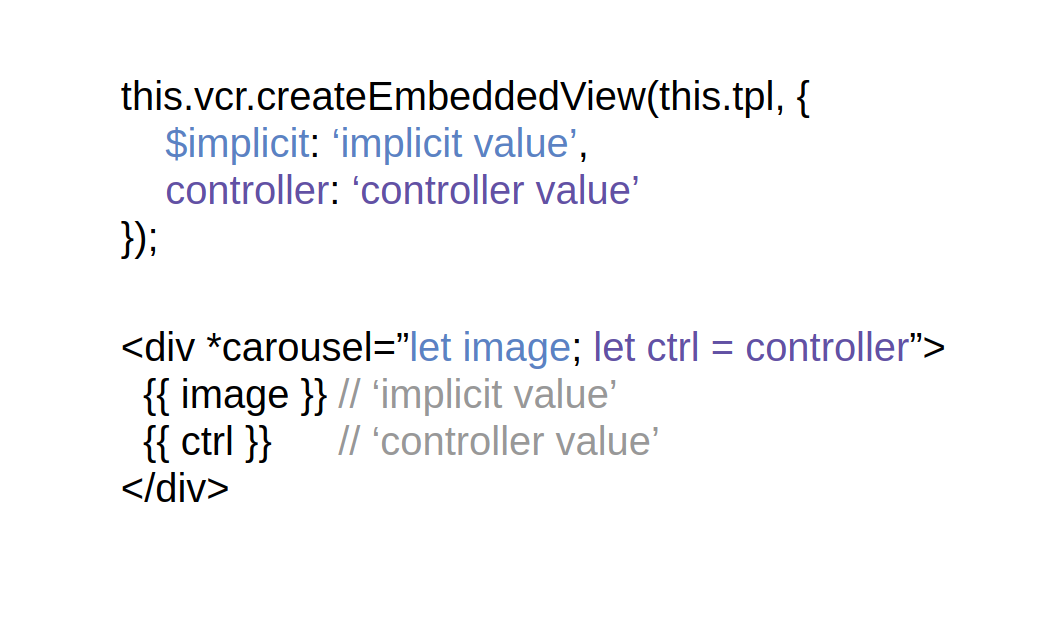 this.vcr.createEmbeddedView(this.tpl, {
$implicit: ‘implicit value’,
controller: ‘controller value’
});
<div *carousel=”let image; let ctrl = controller”>
{{ image }} // ‘implicit value’
{{ ctrl }} // ‘controller value’
</div>